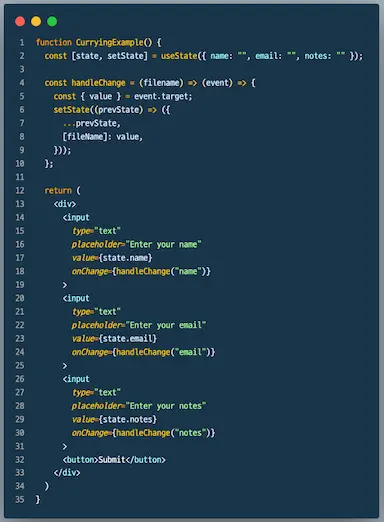 1 function CurryingExample() {
2 const [state, setState] = useState({ name: "", email: "", notes: "" });
3
4 const handleChange = (filename) => (event) => {
5 const { value } = event.target;
6 setState((prevState) => ({
7 ...prevState,
8 [fileName]: value,
9 }));
10 };
11
12 return (
13 <div>
14 <input
15 type="text"
16 placeholder="Enter your name"
17 value={state.name}
18 onChange={handleChange("name")}
19 >
20 <input
21 type="text"
22 placeholder="Enter your email"
23 value={state.email}
24 onChange={handleChange("email")}
25 >
26 <input
27 type="text"
28 placeholder="Enter your notes"
29 value={state.notes}
30 onChange={handleChange("notes")}
31 >
32 <button>Submit</button>
33 </div>
34 )
35 }